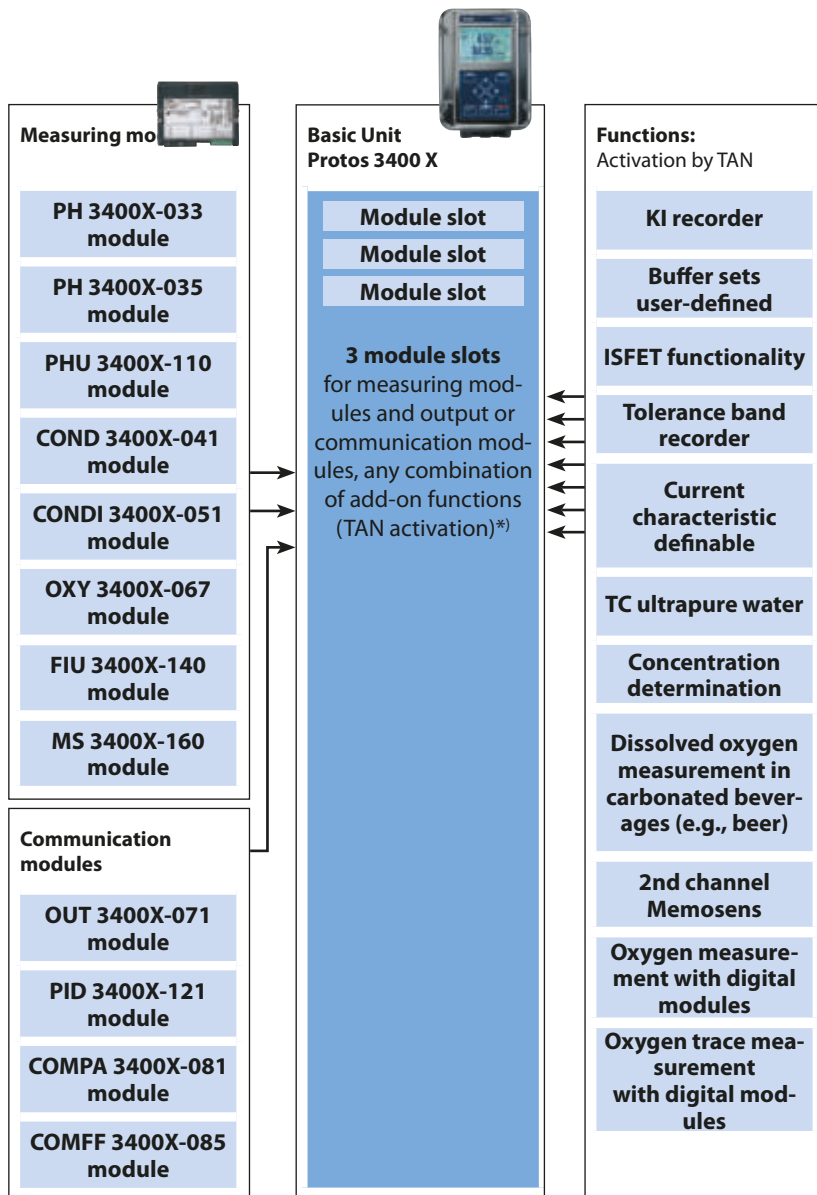 Measuring mo
PH 3400X-033
module
PH 3400X-035
module
PHU 3400X-110
module
COND 3400X-041
module
CONDI 3400X-051
module
OXY 3400X-067
module
FIU 3400X-140
module
MS 3400X-160
module
Communication
modules
OUT 3400X-071
module
PID 3400X-121
module
COMPA 3400X-081
module
COMFF 3400X-085
module
Basic Unit
Protos 3400 X
Module slot
Module slot
Module slot
3 module slots
for measuring mod-
ules and output or
communication mod-
ules, any combination
of add-on functions
(TAN activation)*)
Functions:
Activation by TAN
KI recorder
Buffer sets
user-defined
ISFET functionality
Tolerance band
recorder
Current
characteristic
definable
TC ultrapure water
Concentration
determination
Dissolved oxygen
measurement in
carbonated bever-
ages (e.g., beer)
2nd channel
Memosens
Oxygen measure-
ment with digital
modules
Oxygen trace mea-
surement
with digital mod-
ules